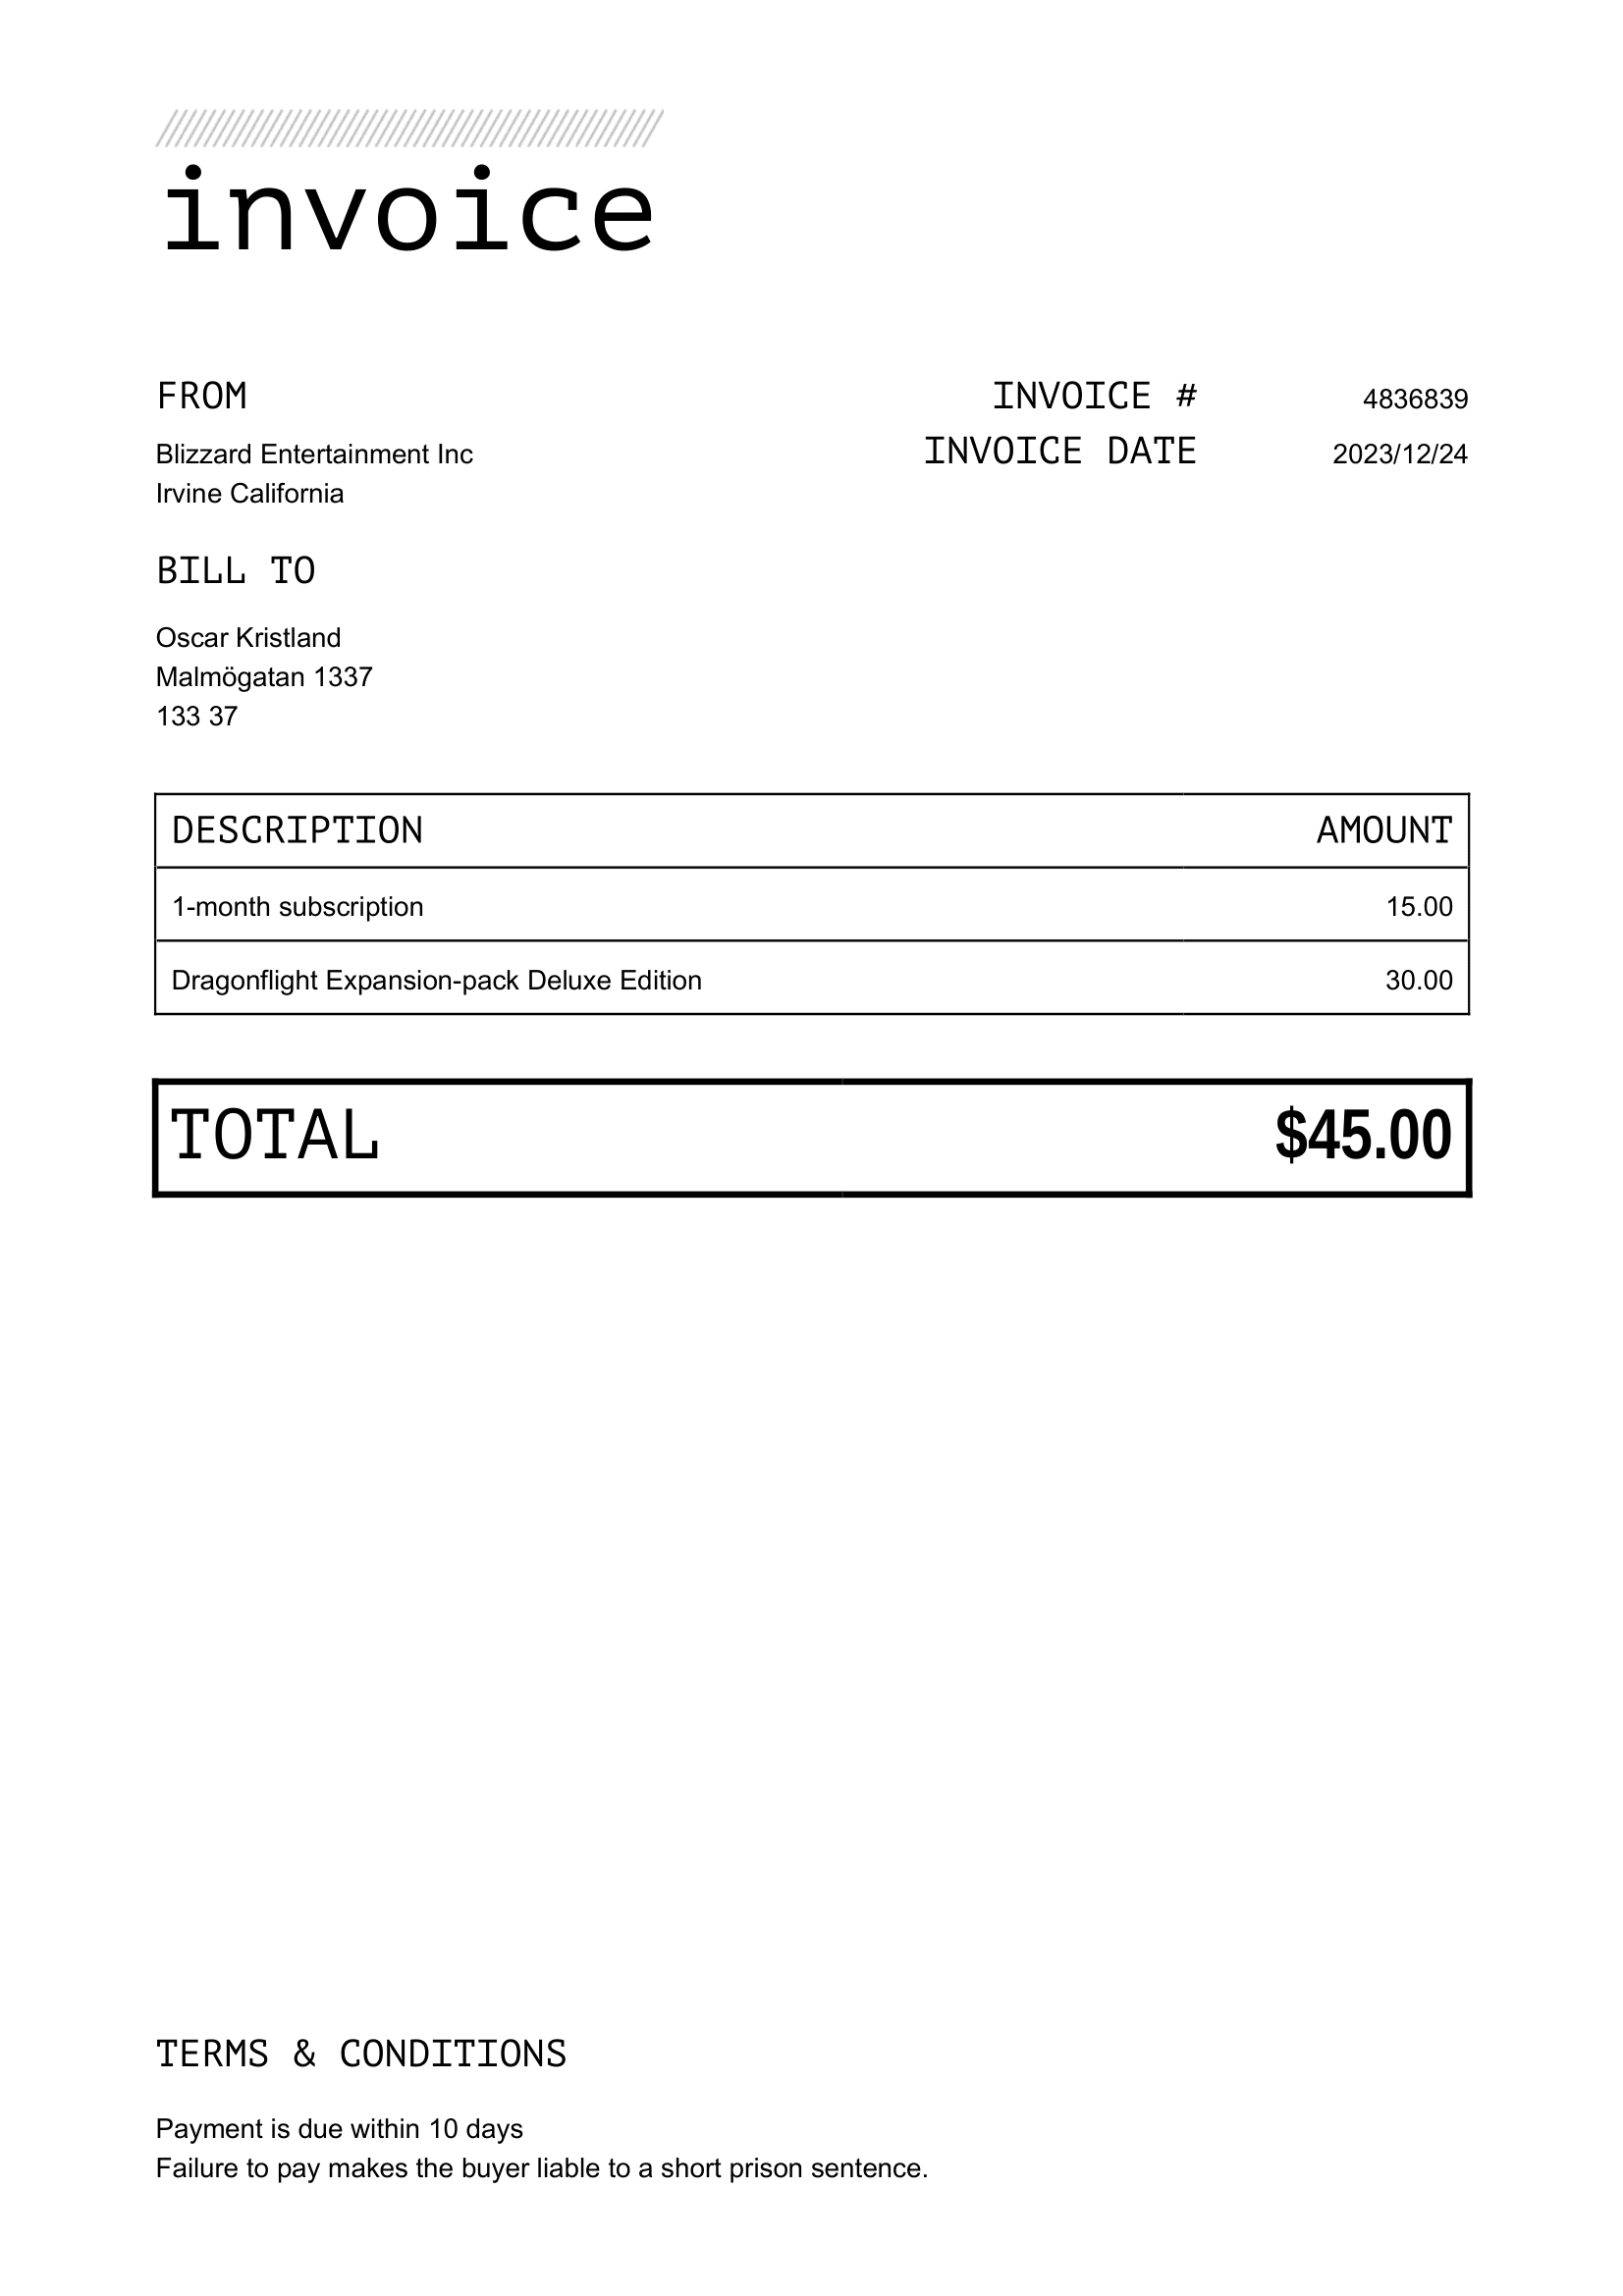 invoice
FROM
Blizzard Entertainment Inc
Irvine California
INVOICE # 4836839
INVOICE DATE 2023/12/24
BILL TO
Oscar Kristland
Malmögatan 1337
133 37
DESCRIPTION AMOUNT
1-month subscription 15.00
Dragonflight Expansion-pack Deluxe Edition 30.00
TOTAL $45.00
TERMS & CONDITIONS
Payment is due within 10 days
Failure to pay makes the buyer liable to a short prison sentence.